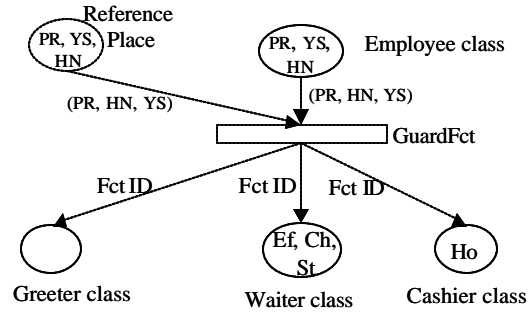 Reference
Place
PR, YS,
HN
PR, YS,
HN
Employee class
(PR, HN, YS)
(PR, HN, YS)
GuardFct
Fct ID
Fct ID
Fct ID
Ef, Ch,
St
Ho
Greeter class
Waiter class
Cashier class